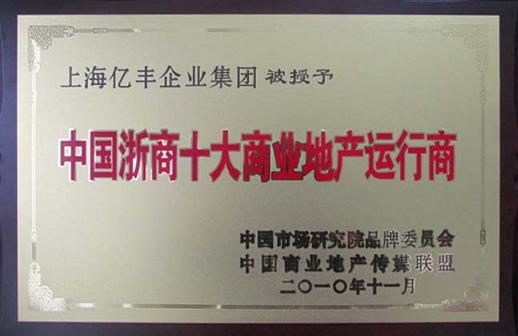 上海亿丰企业集团被授予
中国浙商十大商业地产运行商
中国市场研究院品牌委员会
中国商业地产传媒联盟
二〇一〇年十一月